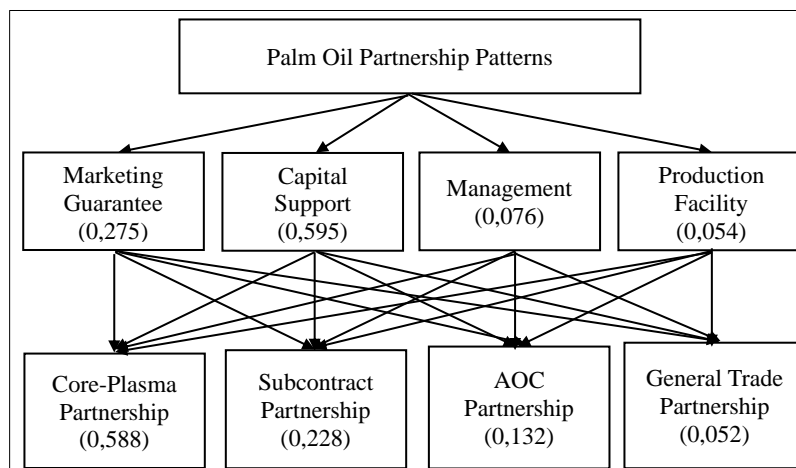 Palm Oil Partnership Patterns
Marketing
Guarantee
(0,275)
Capital
Support
(0,595)
Management
(0,076)
Production
Facility
(0,054)
Core-Plasma
Partnership
(0,588)
Subcontract
Partnership
(0,228)
AOC
Partnership
(0,132)
General Trade
Partnership
(0,052)